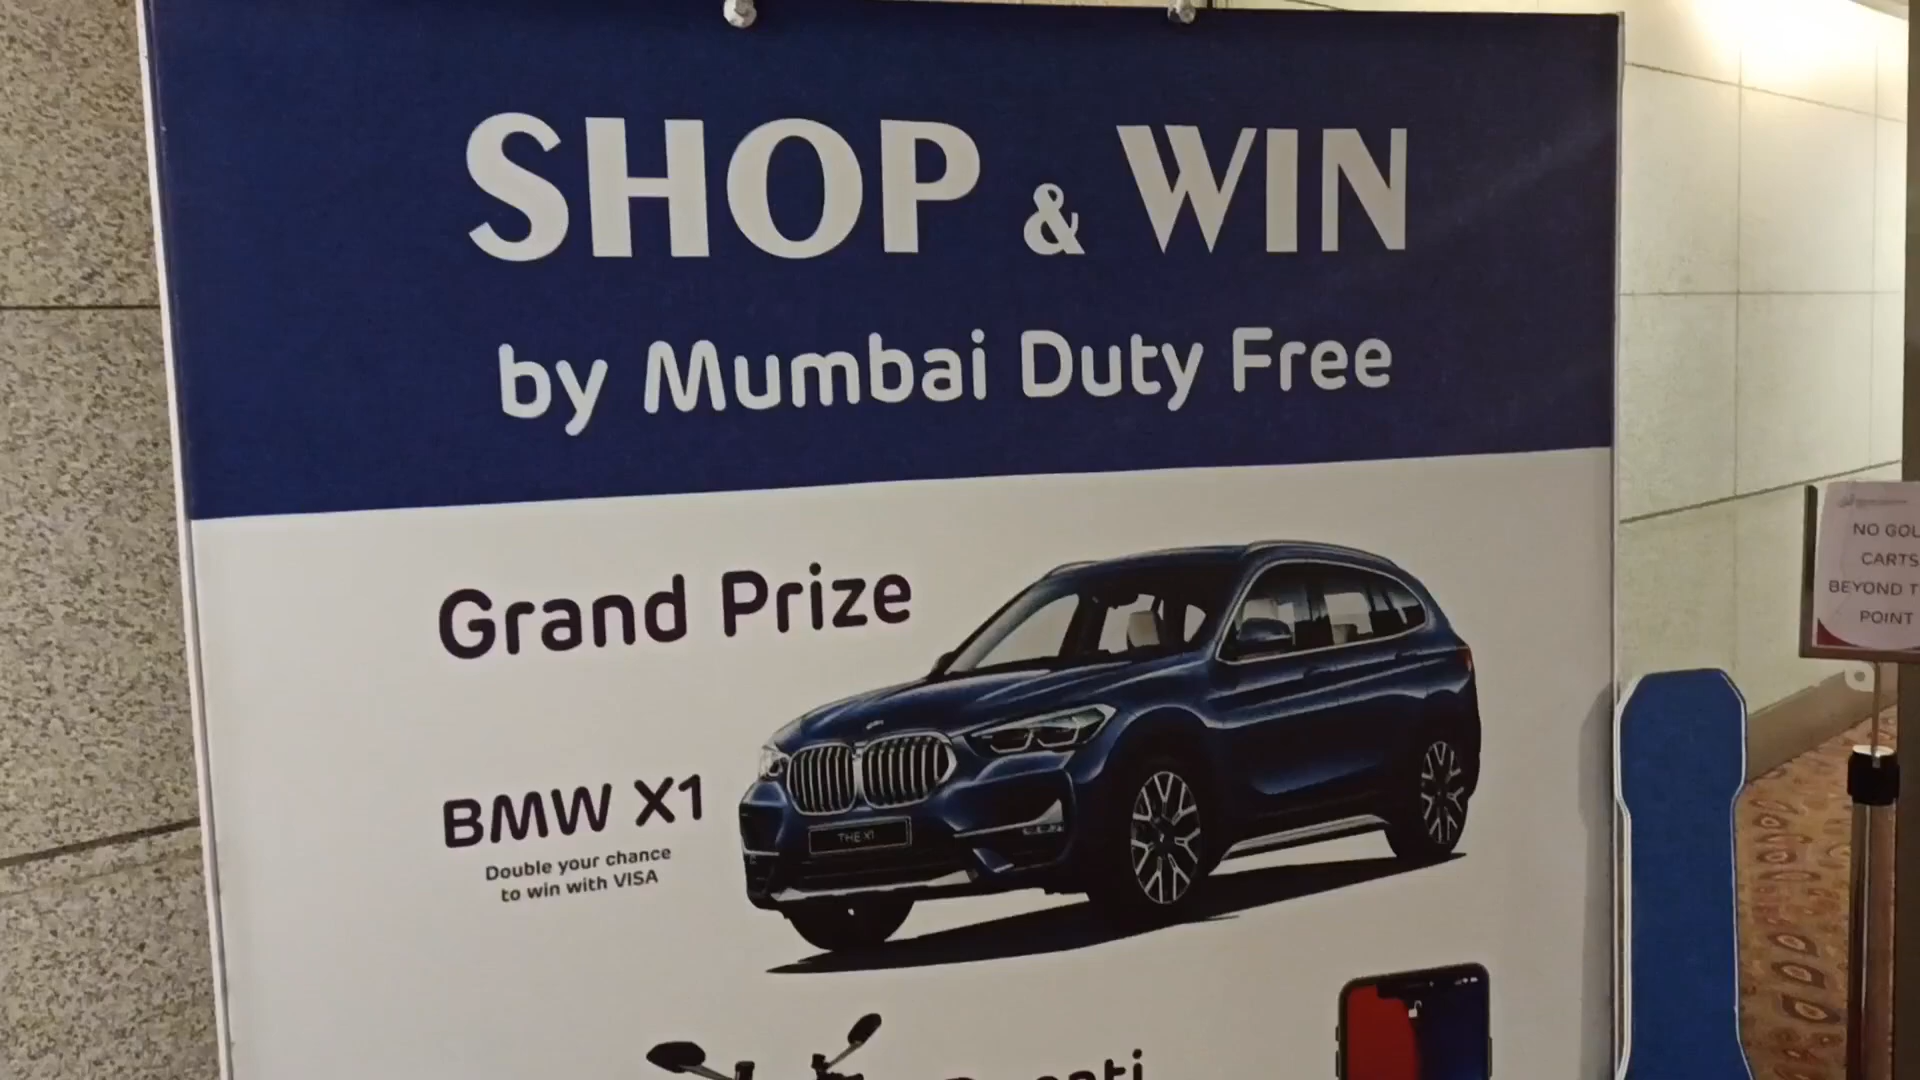 SHOP & WIN
by Mumbai Duty Free
Grand Prize
BMW X1
Double your chance
to win with VISA
THE X1
NO
CARTS
BEYOND
POINT